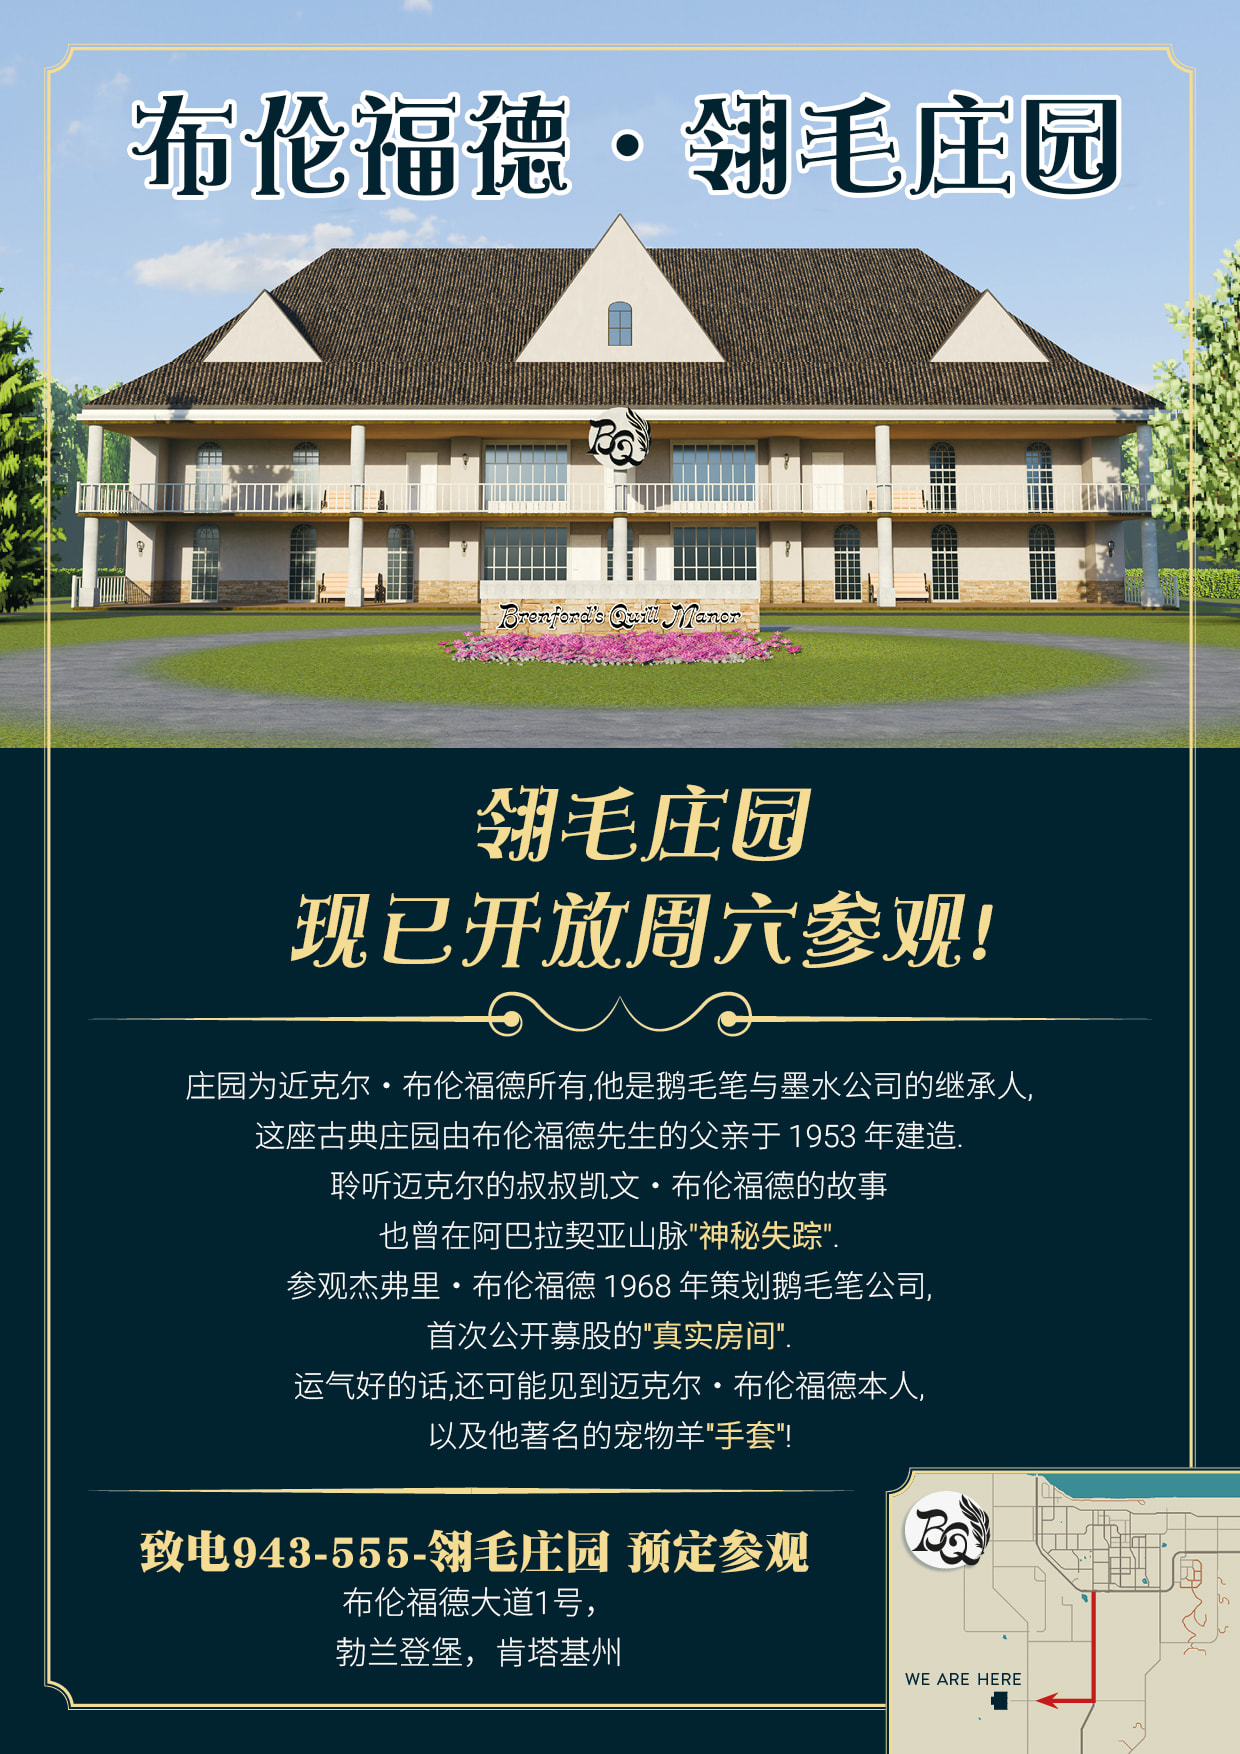 布伦福德·翎毛庄园
BQ
Brenford's Quill Manor
翎毛庄园
现已开放周六参观!
庄园为近克尔·布伦福德所有,他是鹅毛笔与墨水公司的继承人,
这座古典庄园由布伦福德先生的父亲于 1953 年建造.
聆听迈克尔的叔叔凯文·布伦福德的故事
也曾在阿巴拉契亚山脉"神秘失踪".
参观杰弗里·布伦福德 1968 年策划鹅毛笔公司,
首次公开募股的"真实房间".
运气好的话,还可能见到迈克尔·布伦福德本人,
以及他著名的宠物羊"手套"!
致电943-555-翎毛庄园 预定参观
布伦福德大道1号，
勃兰登堡，肯塔基州
BQ
WE ARE HERE